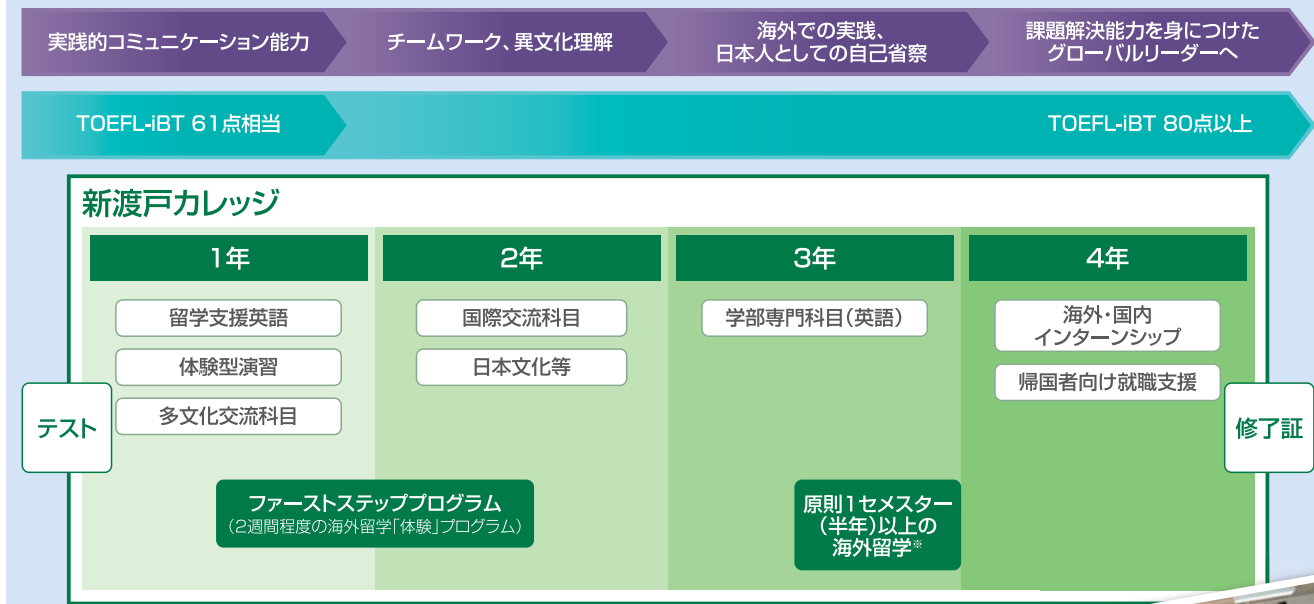 実践的コミュニケーション能力
チームワーク、異文化理解
海外での実践、
日本人としての自己省察
課題解決能力を身につけた
グローバルリーダーへ
TOEFL-iBT 61点相当
TOEFL-iBT 80点以上
新渡戸カレッジ
1年
2年
3年
4年
留学支援英語
体験型演習
多文化交流科目
国際交流科目
日本文化等
学部専門科目(英語)
海外・国内
インターンシップ
帰国者向け就職支援
テスト
修了証
ファーストステッププログラム
(2週間程度の海外留学「体験」プログラム)
原則1セメスター
(半年)以上の
海外留学※